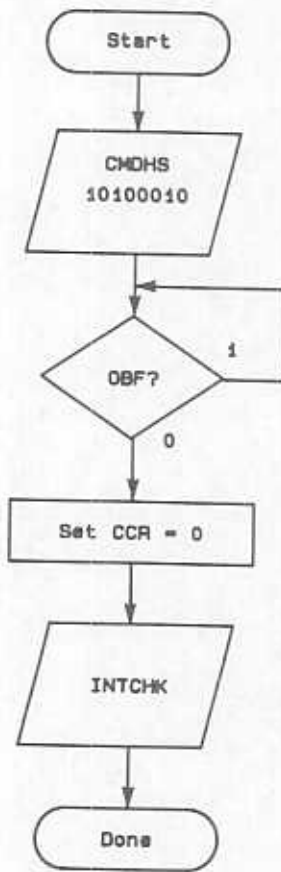 Start
CMDHS
10100010
OBF?
1
0
Set CCR = 0
INTCHK
Done